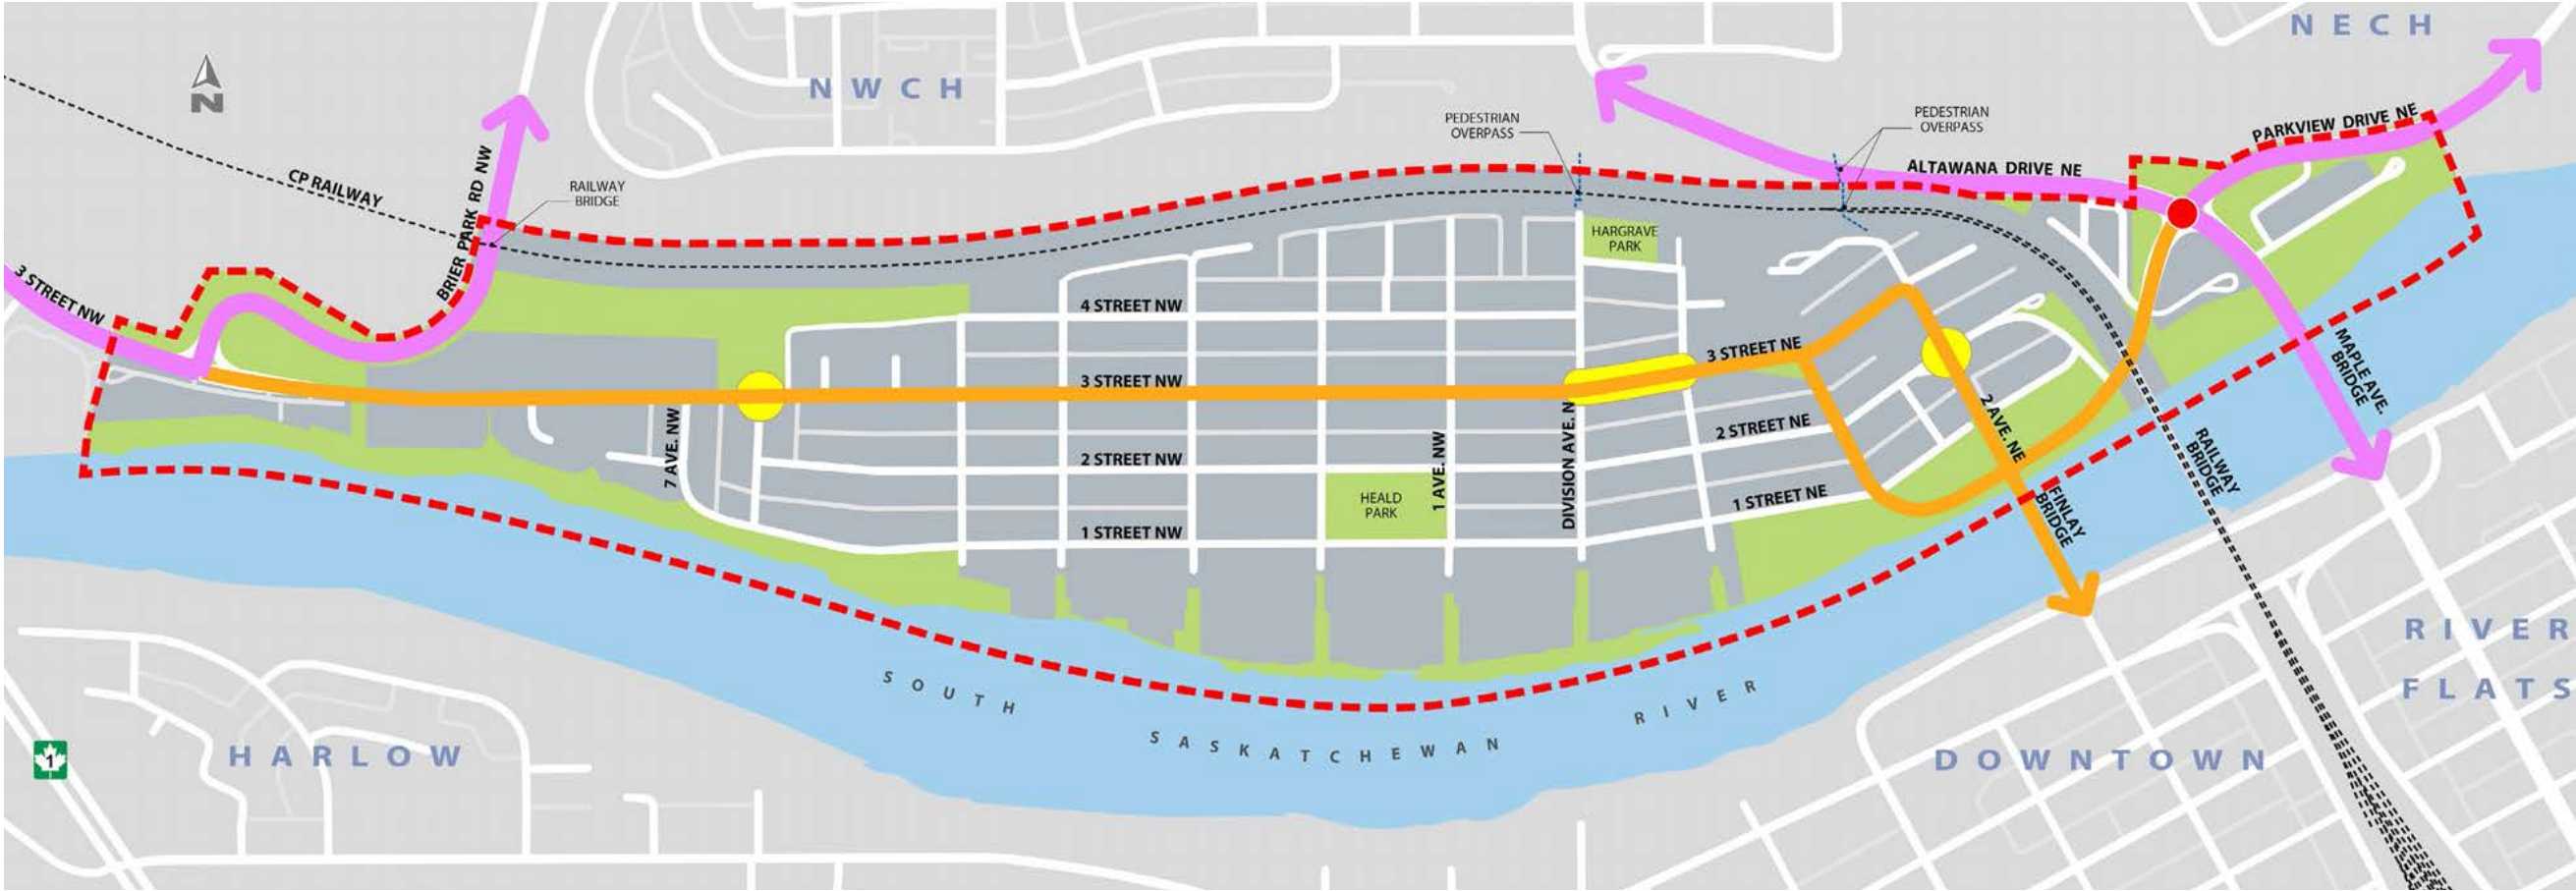 NECH
NWCH
N
PEDESTRIAN
OVERPASS
PEDESTRIAN
OVERPASS
PARKVIEW DRIVE NE
ALTAWANA DRIVE NE
CP RAILWAY
RAILWAY
BRIDGE
BRIER PARK RD NW
3 STREET NW
HARGRAVE
PARK
4 STREET NW
3 STREET NE
3 STREET NW
7 AVE. NW
2 STREET NW
1 AVE. NW
DIVISION AVE. N
2 STREET NE
2 AVE. NE
MAPLE AVE.
BRIDGE
RAILWAY
BRIDGE
HEALD
PARK
1 STREET NE
FINLAY
BRIDGE
1 STREET NW
SOUTH
SASKATCHEWAN
RIVER
RIVER
FLATS
HARLOW
1
DOWNTOWN